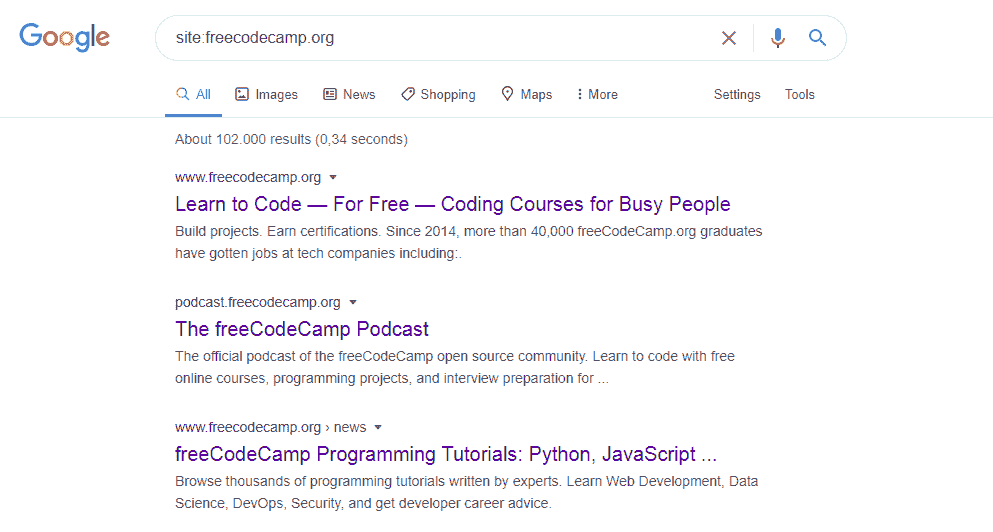 Google
site:freecodecamp.org
All Images News Shopping Maps More Settings Tools
About 102.000 results (0,34 seconds)
www.freecodecamp.org
Learn to Code — For Free — Coding Courses for Busy People
Build projects. Earn certifications. Since 2014, more than 40,000 freeCodeCamp.org graduates
have gotten jobs at tech companies including:.
podcast.freecodecamp.org
The freeCodeCamp Podcast
The official podcast of the freeCodeCamp open source community. Learn to code with free
online courses, programming projects, and interview preparation for ...
www.freecodecamp.org › news
freeCodeCamp Programming Tutorials: Python, JavaScript ...
Browse thousands of programming tutorials written by experts. Learn Web Development, Data
Science, DevOps, Security, and get developer career advice.